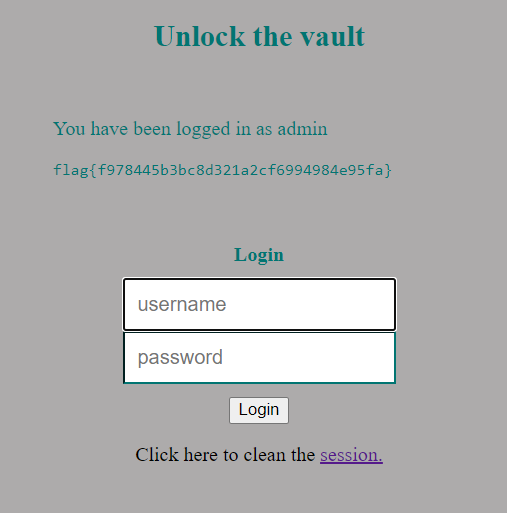 Unlock the vault
You have been logged in as admin
flag{f978445b3bc8d321a2cf6994984e95fa}
Login
username
password
Login
Click here to clean the session.